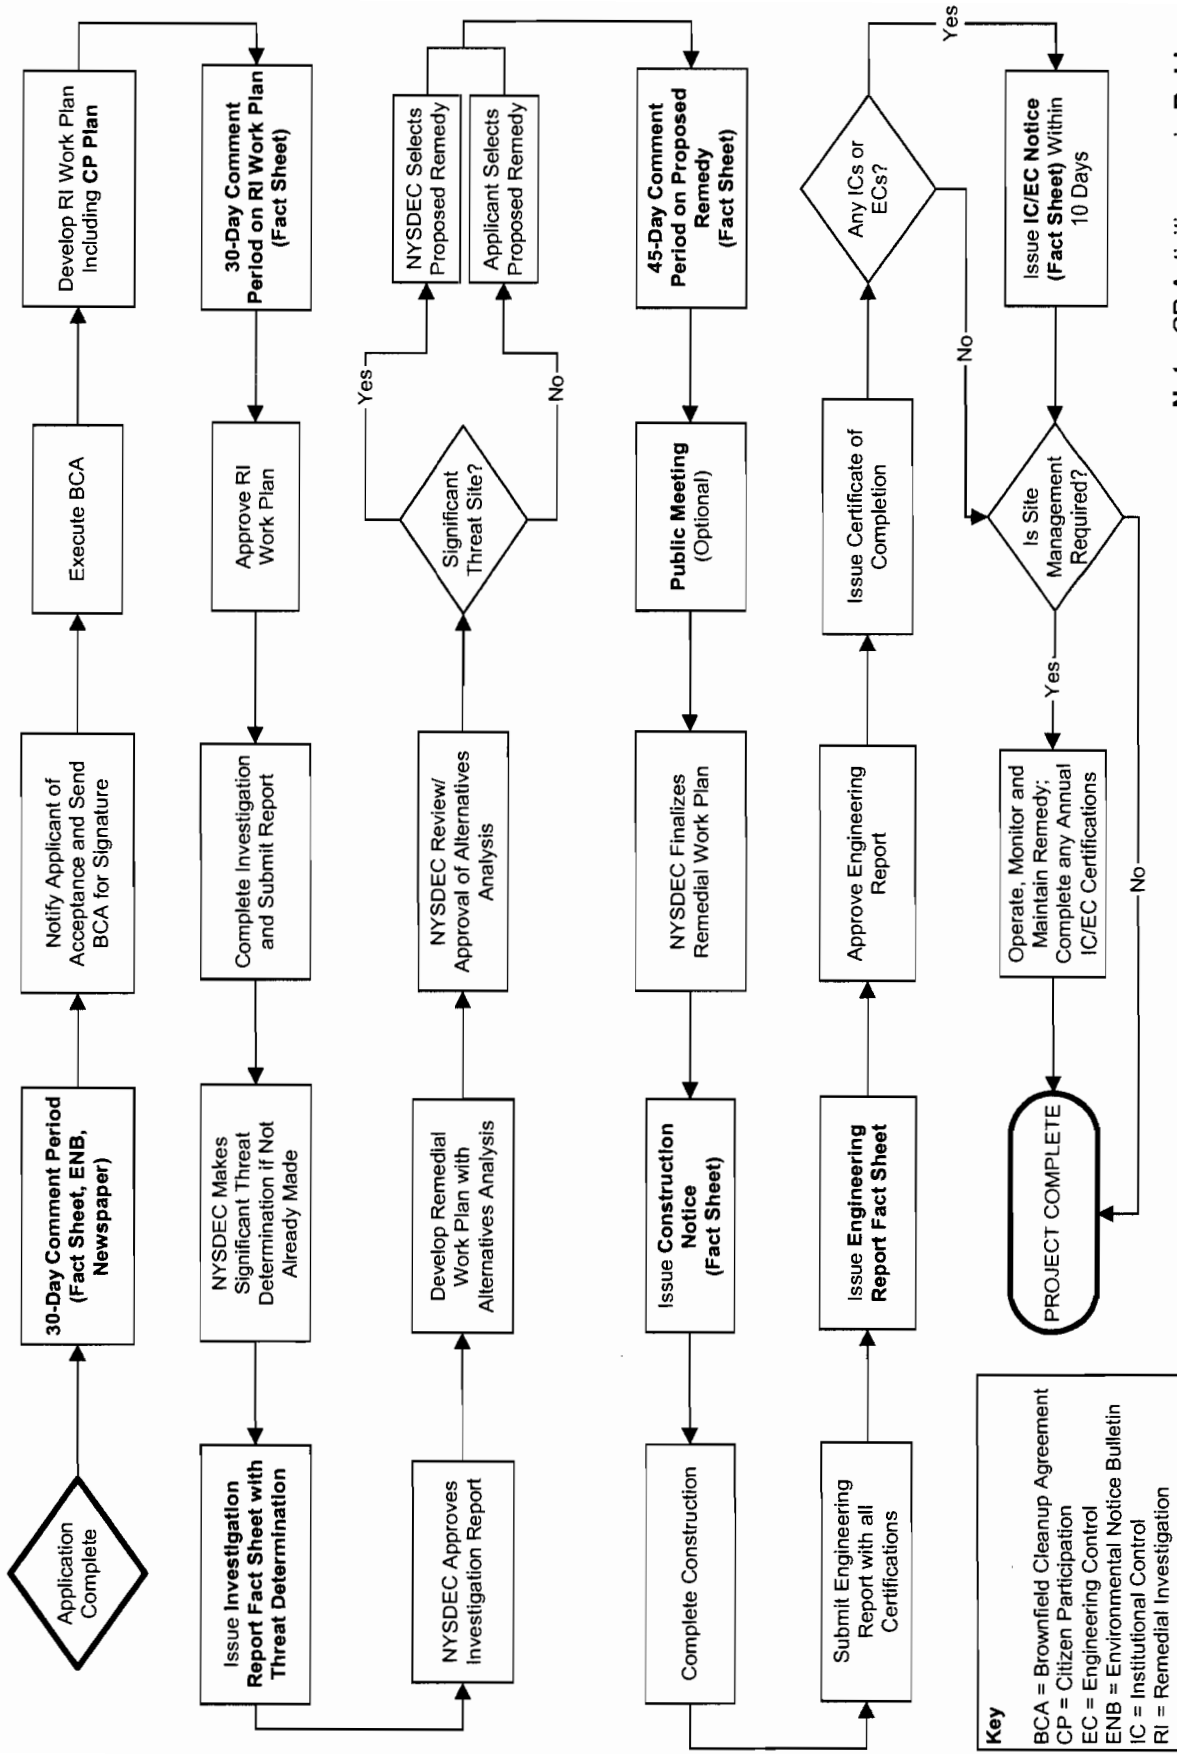 Application
Complete
30-Day Comment Period
(Fact Sheet, ENB,
Newspaper)
Notify Applicant of
Acceptance and Send
BCA for Signature
Execute BCA
Develop RI Work Plan
Including CP Plan
30-Day Comment
Period on RI Work Plan
(Fact Sheet)
Approve RI
Work Plan
Complete Investigation
and Submit Report
NYSDEC Makes
Significant Threat
Determination if Not
Already Made
Issue Investigation
Report Fact Sheet with
Threat Determination
NYSDEC Approves
Investigation Report
Develop Remedial
Work Plan with
Alternatives Analysis
NYSDEC Review/
Approval of Alternatives
Analysis
Significant
Threat Site?
Yes
No
NYSDEC Selects
Proposed Remedy
Applicant Selects
Proposed Remedy
45-Day Comment
Period on Proposed
Remedy
(Fact Sheet)
Public Meeting
(Optional)
NYSDEC Finalizes
Remedial Work Plan
Issue Construction
Notice
(Fact Sheet)
Complete Construction
Submit Engineering
Report with all
Certifications
Issue Engineering
Report Fact Sheet
Approve Engineering
Report
Issue Certificate of
Completion
Any ICs or
ECs?
Yes
No
Issue IC/EC Notice
(Fact Sheet) Within
10 Days
Is Site
Management
Required?
Yes
No
Operate, Monitor and
Maintain Remedy;
Complete any Annual
IC/EC Certifications
PROJECT COMPLETE
Key
BCA = Brownfield Cleanup Agreement
CP = Citizen Participation
EC = Engineering Control
ENB = Environmental Notice Bulletin
IC = Institutional Control
RI = Remedial Investigation